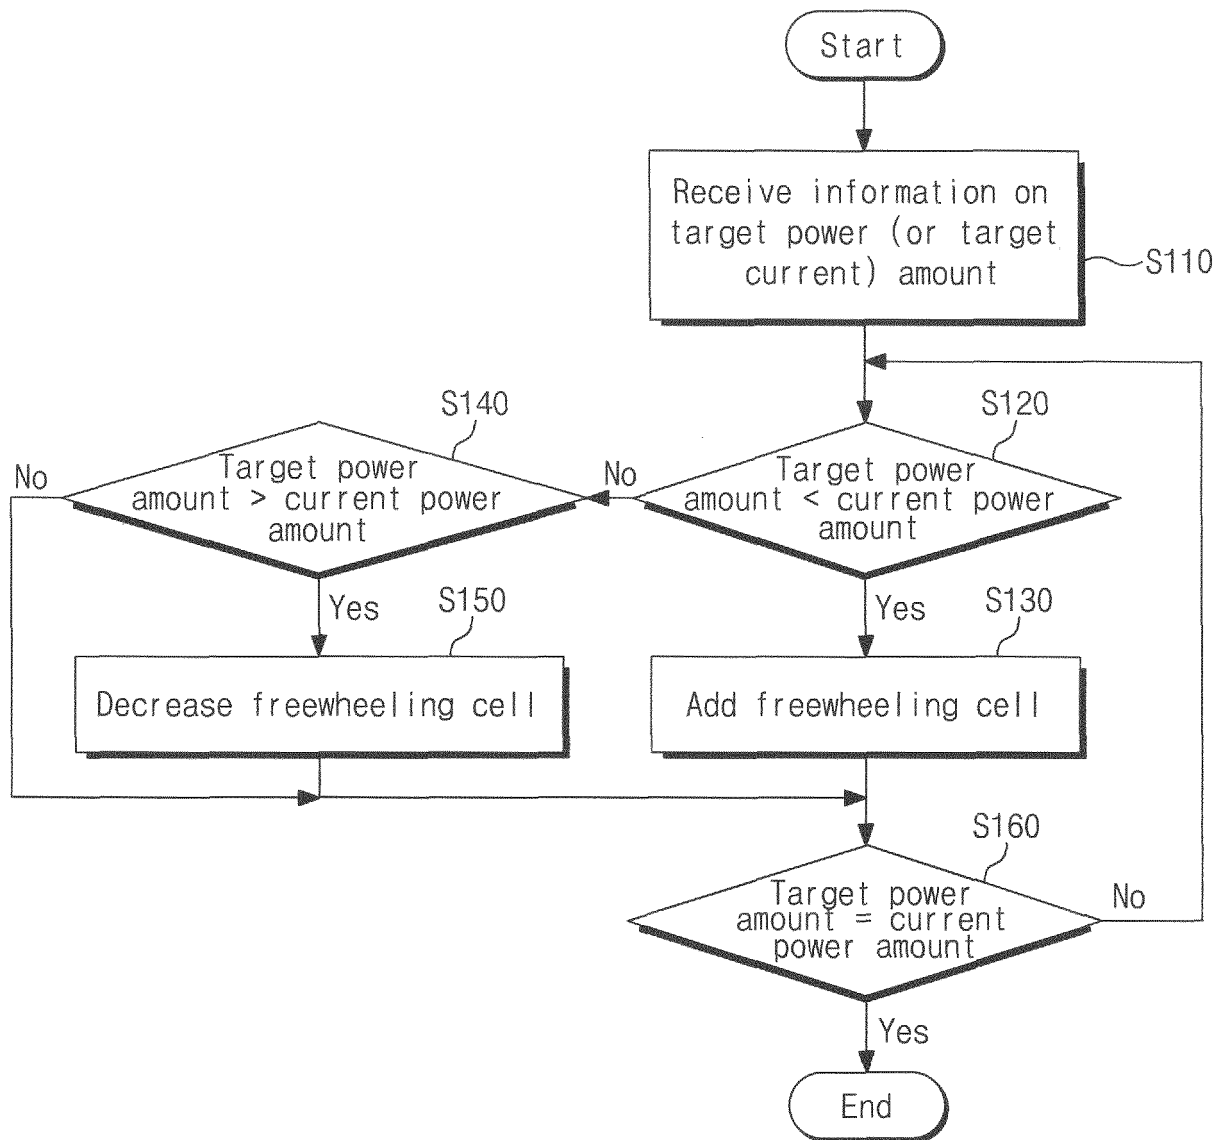 Start
Receive information on
target power (or target
current) amount
S110
S140
S120
No
Target power
amount > current power
amount
No
Target power
amount < current power
amount
Yes
S150
Yes
S130
Decrease freewheeling cell
Add freewheeling cell
S160
Target power
amount = current
power amount
No
Yes
End